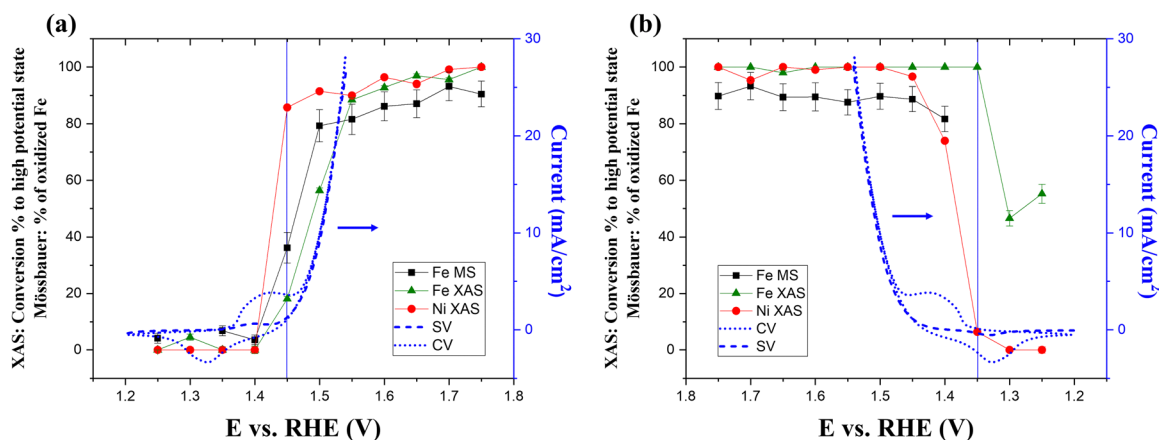 (a)
XAS: Conversion % to high potential state
Mössbauer: % of oxidized Fe
100
80
60
40
20
0
30
20
10
0
Current (mA/cm²)
Fe MS
Fe XAS
Ni XAS
SV
CV
1.2 1.3 1.4 1.5 1.6 1.7 1.8
E vs. RHE (V)
(b)
XAS: Conversion % to high potential state
Mössbauer: % of oxidized Fe
100
80
60
40
20
0
30
20
10
0
Current (mA/cm²)
Fe MS
Fe XAS
Ni XAS
CV
SV
1.8 1.7 1.6 1.5 1.4 1.3 1.2
E vs. RHE (V)